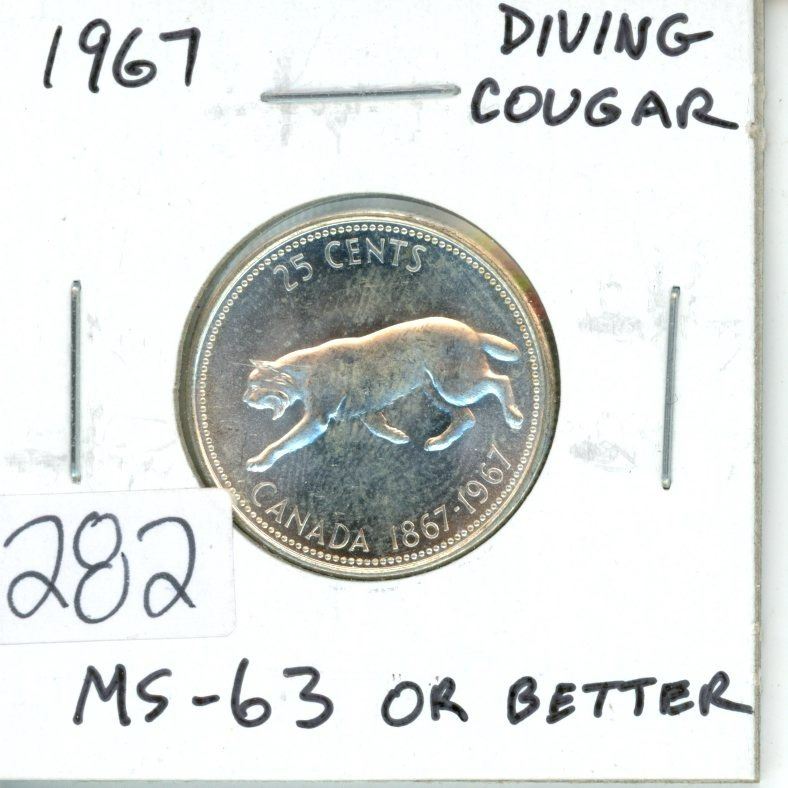 1967
DIVING
COUGAR
25 CENTS
CANADA 1867-1967
282
MS-63 OR BETTER